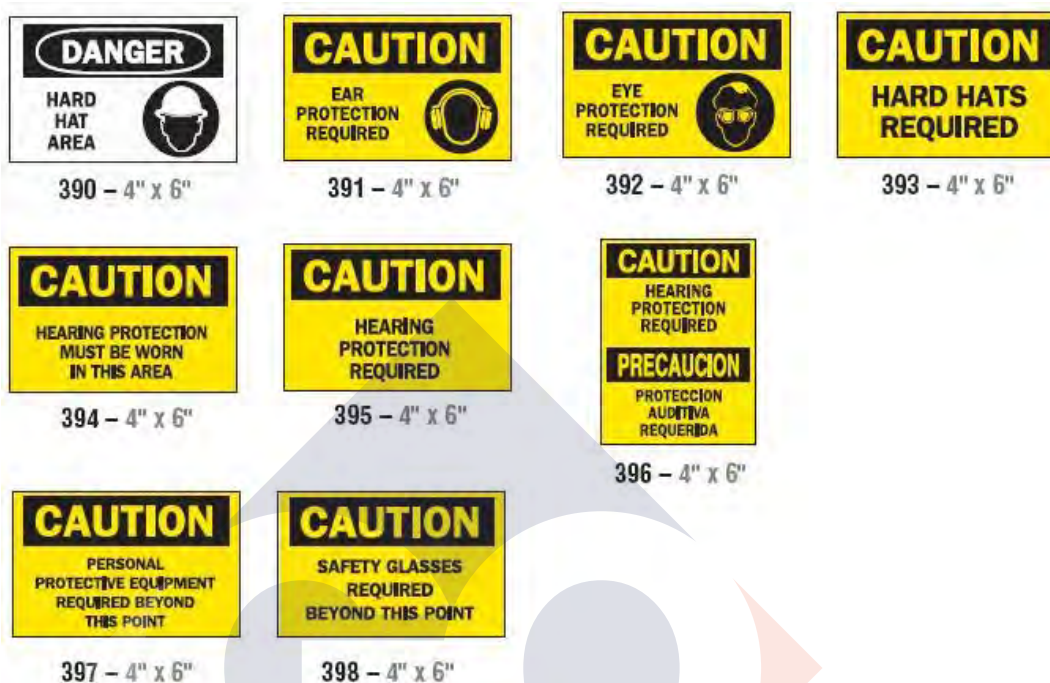 DANGER
HARD
HAT
AREA
390 – 4" x 6"
CAUTION
EAR
PROTECTION
REQUIRED
391 – 4" x 6"
CAUTION
EYE
PROTECTION
REQUIRED
392 – 4" x 6"
CAUTION
HARD HATS
REQUIRED
393 – 4" x 6"
CAUTION
HEARING PROTECTION
MUST BE WORN
IN THIS AREA
394 – 4" x 6"
CAUTION
HEARING
PROTECTION
REQUIRED
395 – 4" x 6"
CAUTION
HEARING
PROTECTION
REQUIRED
PRECAUCION
PROTECCION
AUDITIVA
REQUERIDA
396 – 4" x 6"
CAUTION
PERSONAL
PROTECTIVE EQUIPMENT
REQUIRED BEYOND
THIS POINT
397 – 4" x 6"
CAUTION
SAFETY GLASSES
REQUIRED
BEYOND THIS POINT
398 – 4" x 6"